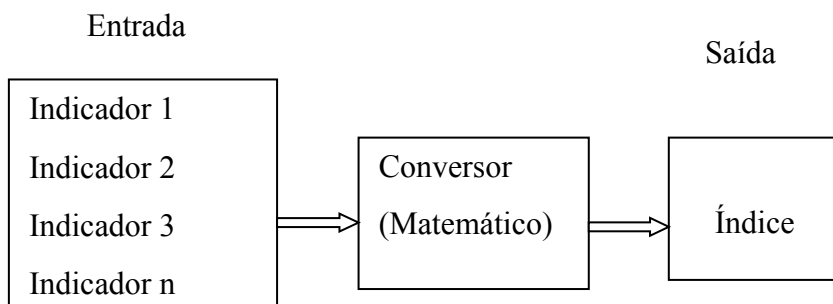 Entrada
Saída
Indicador 1
Indicador 2
Indicador 3
Indicador n
Conversor
(Matemático)
Índice